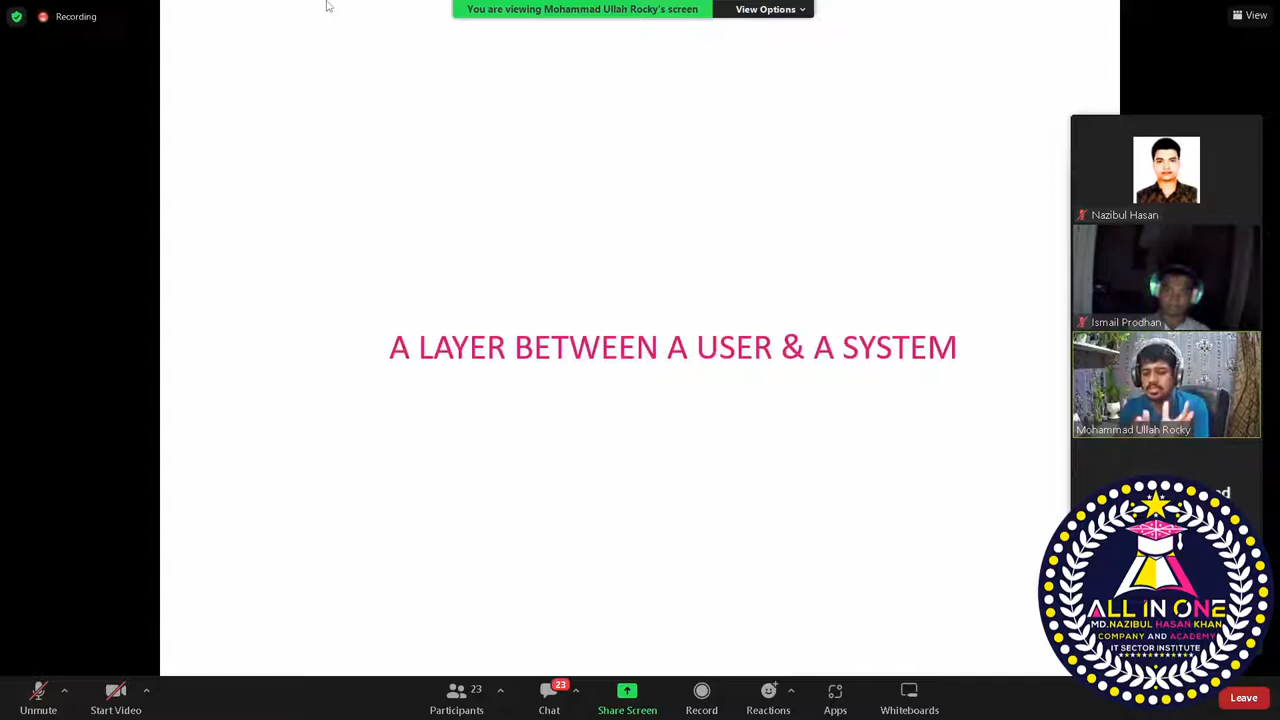 Recording
You are viewing Mohammad Ullah Rocky's screen
View Options
View
Nazibul Hasan
Ismail Prodhan
A LAYER BETWEEN A USER & A SYSTEM
Mohammad Ullah Rocky
ALL IN ONE
MD.NAZIBUL HASAN KHAN
COMPANY AND ACADEMY
IT SECTOR INSTITUTE
Unmute
Start Video
23
Participants
23
Chat
Share Screen
Record
Reactions
Apps
Whiteboards
Leave